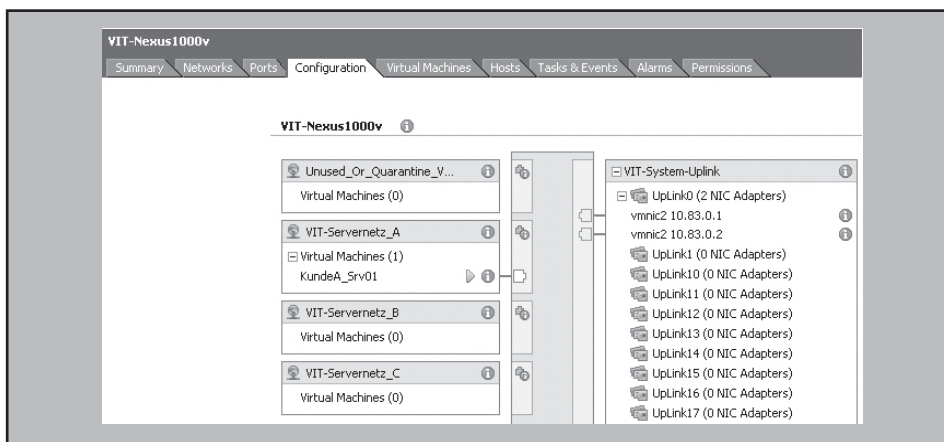 VIT-Nexus1000v
Summary Networks Ports Configuration Virtual Machines Hosts Tasks & Events Alarms Permissions
VIT-Nexus1000v
Unused_Or_Quarantine_V...
Virtual Machines (0)
VIT-Servernetz_A
Virtual Machines (1)
KundeA_Srv01
VIT-Servernetz_B
Virtual Machines (0)
VIT-Servernetz_C
Virtual Machines (0)
VIT-System-Uplink
UpLink0 (2 NIC Adapters)
vmnic2 10.83.0.1
vmnic2 10.83.0.2
UpLink1 (0 NIC Adapters)
UpLink10 (0 NIC Adapters)
UpLink11 (0 NIC Adapters)
UpLink12 (0 NIC Adapters)
UpLink13 (0 NIC Adapters)
UpLink14 (0 NIC Adapters)
UpLink15 (0 NIC Adapters)
UpLink16 (0 NIC Adapters)
UpLink17 (0 NIC Adapters)